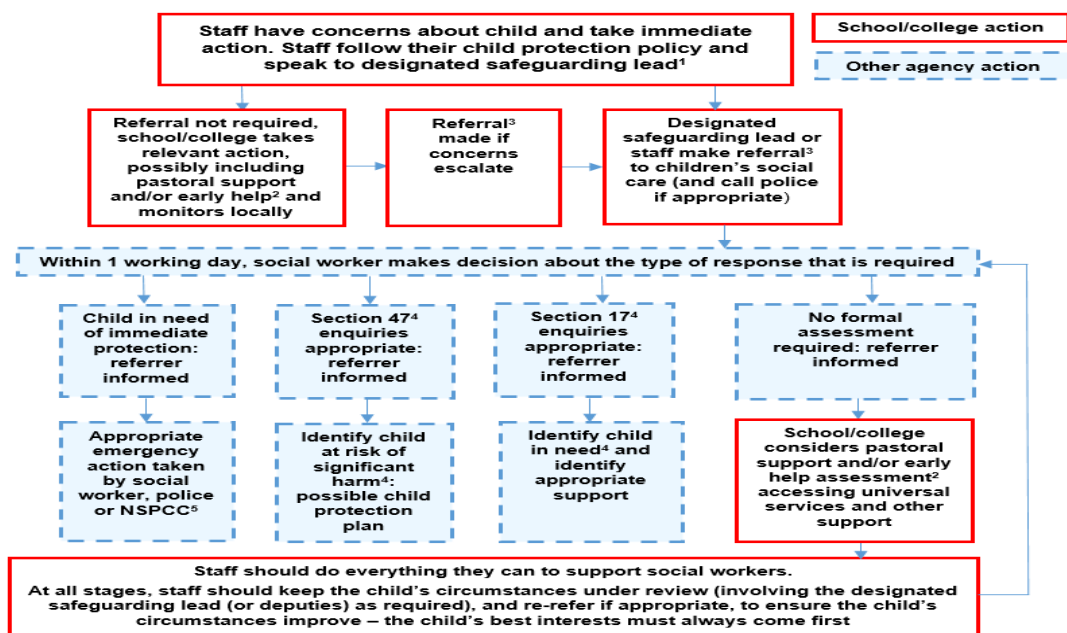 Staff have concerns about child and take immediate
action. Staff follow their child protection policy and
speak to designated safeguarding lead¹
School/college action
Other agency action
Referral not required,
school/college takes
relevant action,
possibly including
pastoral support
and/or early help² and
monitors locally
Referral³
made if
concerns
escalate
Designated
safeguarding lead or
staff make referral³
to children's social
care (and call police
if appropriate)
Within 1 working day, social worker makes decision about the type of response that is required
Child in need
of immediate
protection:
referrer
informed
Section 47⁴
enquiries
appropriate:
referrer
informed
Section 17⁴
enquiries
appropriate:
referrer
informed
No formal
assessment
required: referrer
informed
Appropriate
emergency
action taken
by social
worker, police
or NSPCC⁵
Identify child
at risk of
significant
harm⁴:
possible child
protection
plan
Identify child
in need⁴ and
identify
appropriate
support
School/college
considers pastoral
support and/or early
help assessment²
accessing universal
services and other
support
Staff should do everything they can to support social workers.
At all stages, staff should keep the child's circumstances under review (involving the designated
safeguarding lead (or deputies) as required), and re-refer if appropriate, to ensure the child's
circumstances improve – the child's best interests must always come first